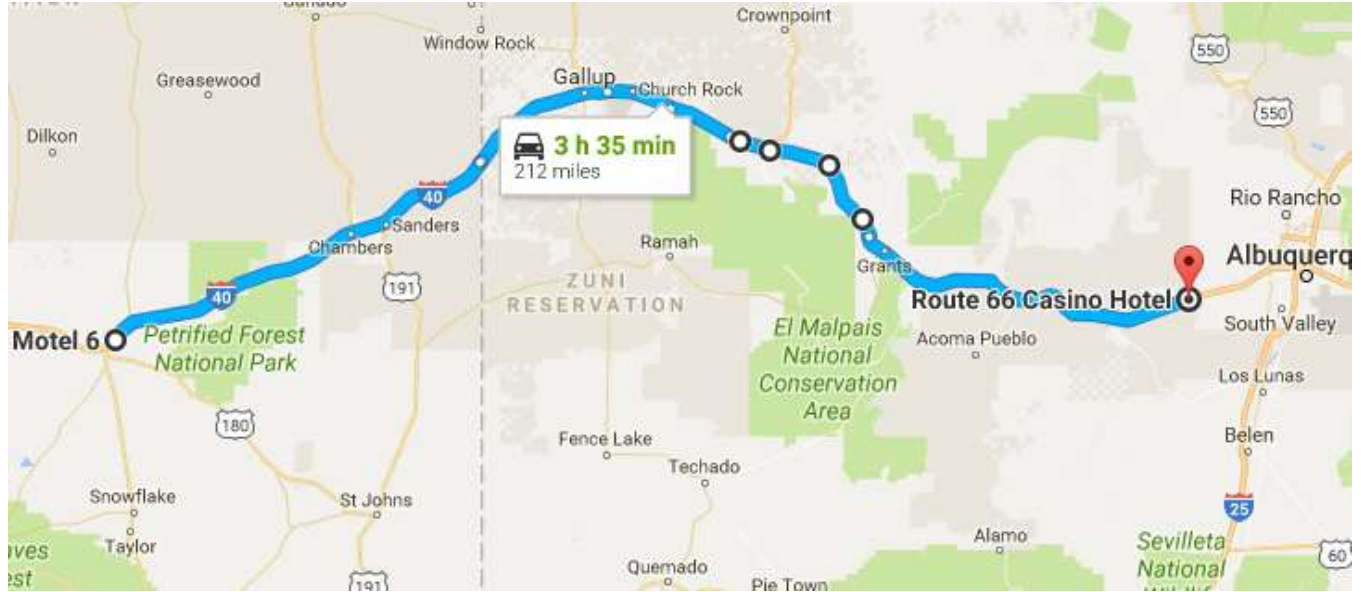 Crownpoint
Window Rock
550
Greasewood
Gallup
Church Rock
550
Dilkon
3 h 35 min
212 miles
40
Rio Rancho
Sanders
Chambers
Ramah
Grants
Albuquerq
191
ZUNI
RESERVATION
40
Route 66 Casino Hotel
South Valley
Motel 6
Petrified Forest
National Park
El Malpais
National
Conservation
Area
Acoma Pueblo
Los Lunas
180
Fence Lake
Belen
Techado
Snowflake
St Johns
25
Taylor
Alamo
Sevilleta
National
60
Quemado
Pie Town
191